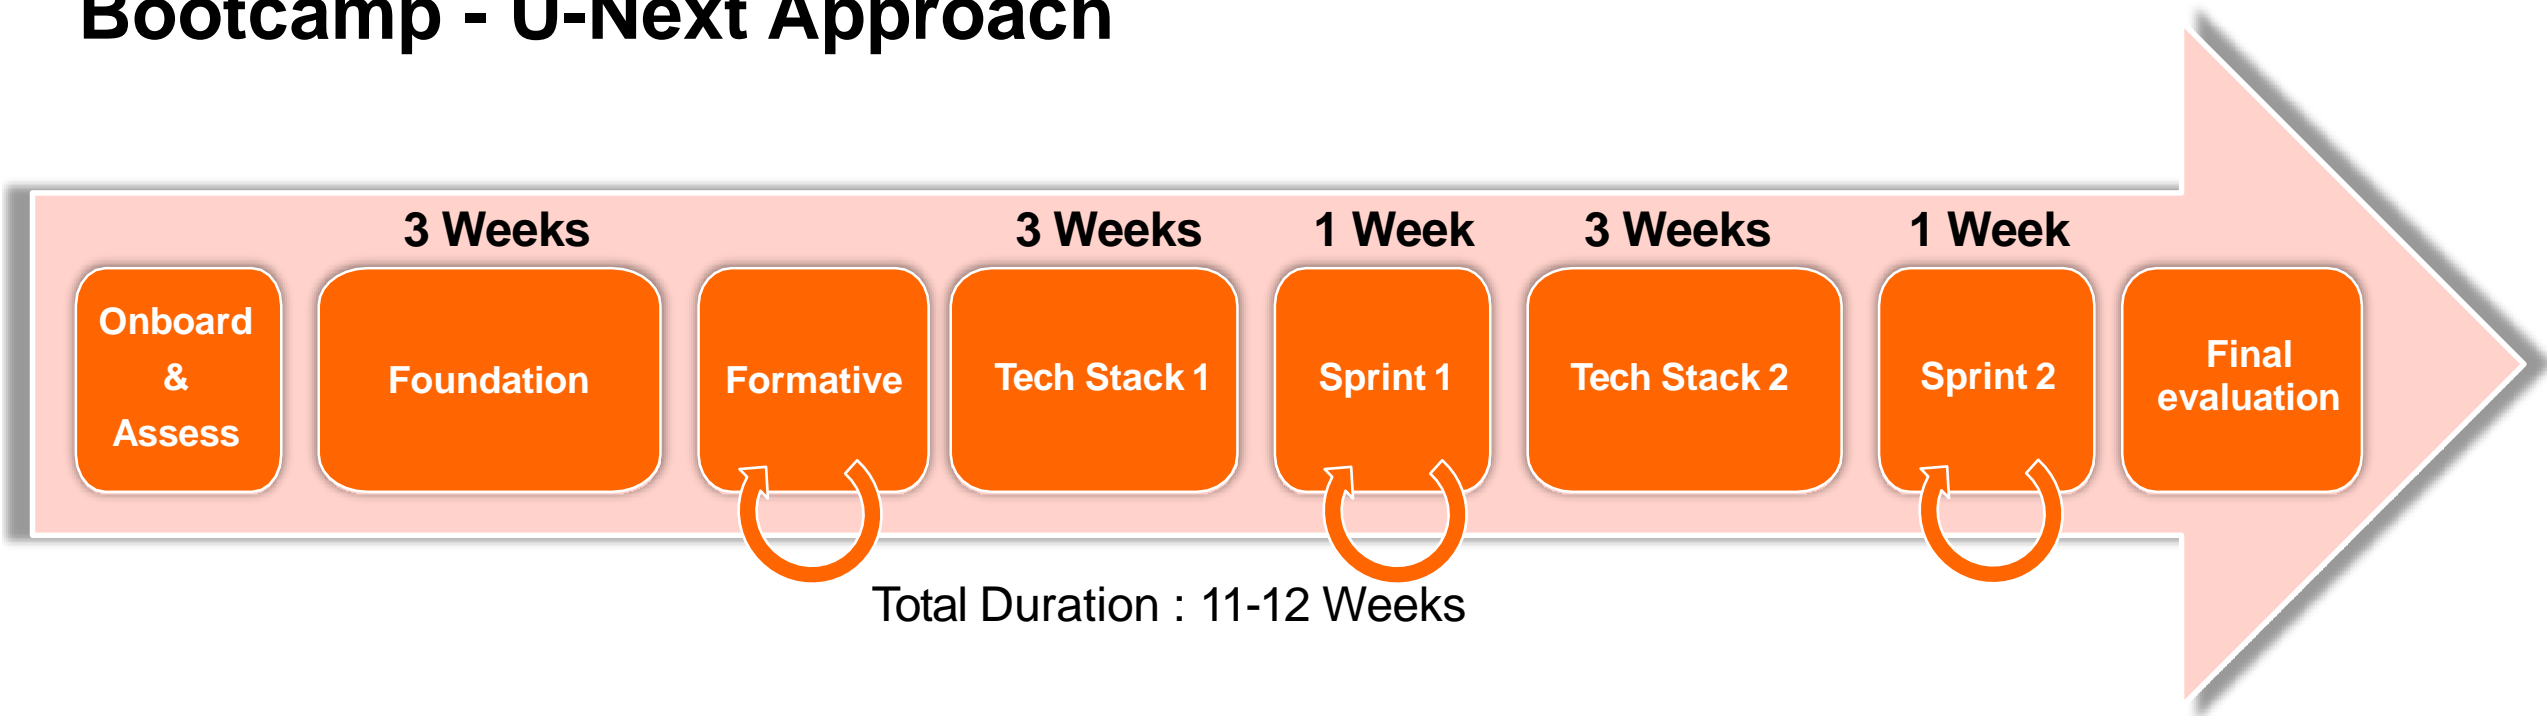 Bootcamp - U-Next Approach
3 Weeks
3 Weeks
1 Week
3 Weeks
1 Week
Onboard
&
Assess
Foundation
Formative
Tech Stack 1
Sprint 1
Tech Stack 2
Sprint 2
Final
evaluation
Total Duration : 11-12 Weeks